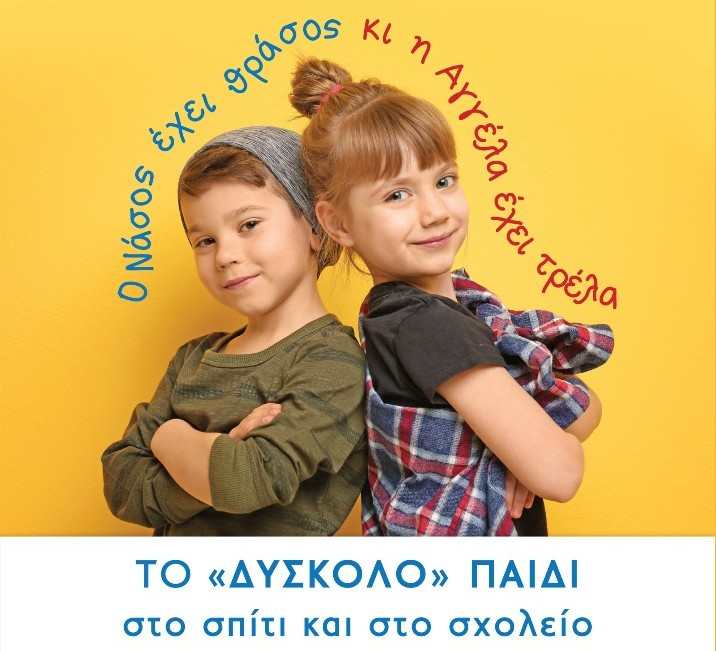 Ο Νάσος έχει θράσος κι η Αγγέλα έχει τρέλα
ΤΟ «ΔΥΣΚΟΛΟ» ΠΑΙΔΙ
στο σπίτι και στο σχολείο